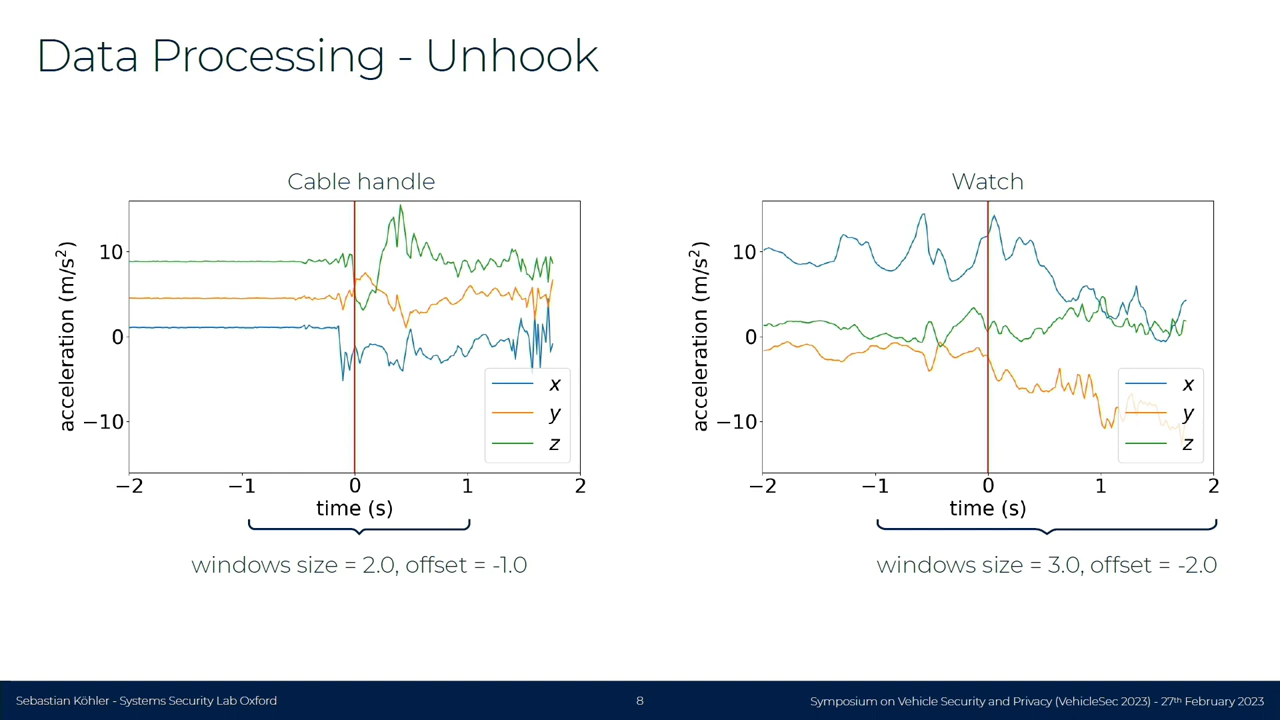 Data Processing - Unhook
Cable handle
acceleration (m/s²)
10
0
−10
x
y
z
−2
−1
0
1
2
time (s)
windows size = 2.0, offset = -1.0
Watch
acceleration (m/s²)
10
0
−10
x
y
z
−2
−1
0
1
2
time (s)
windows size = 3.0, offset = -2.0
Sebastian Köhler - Systems Security Lab Oxford
8
Symposium on Vehicle Security and Privacy (VehicleSec 2023) - 27th February 2023